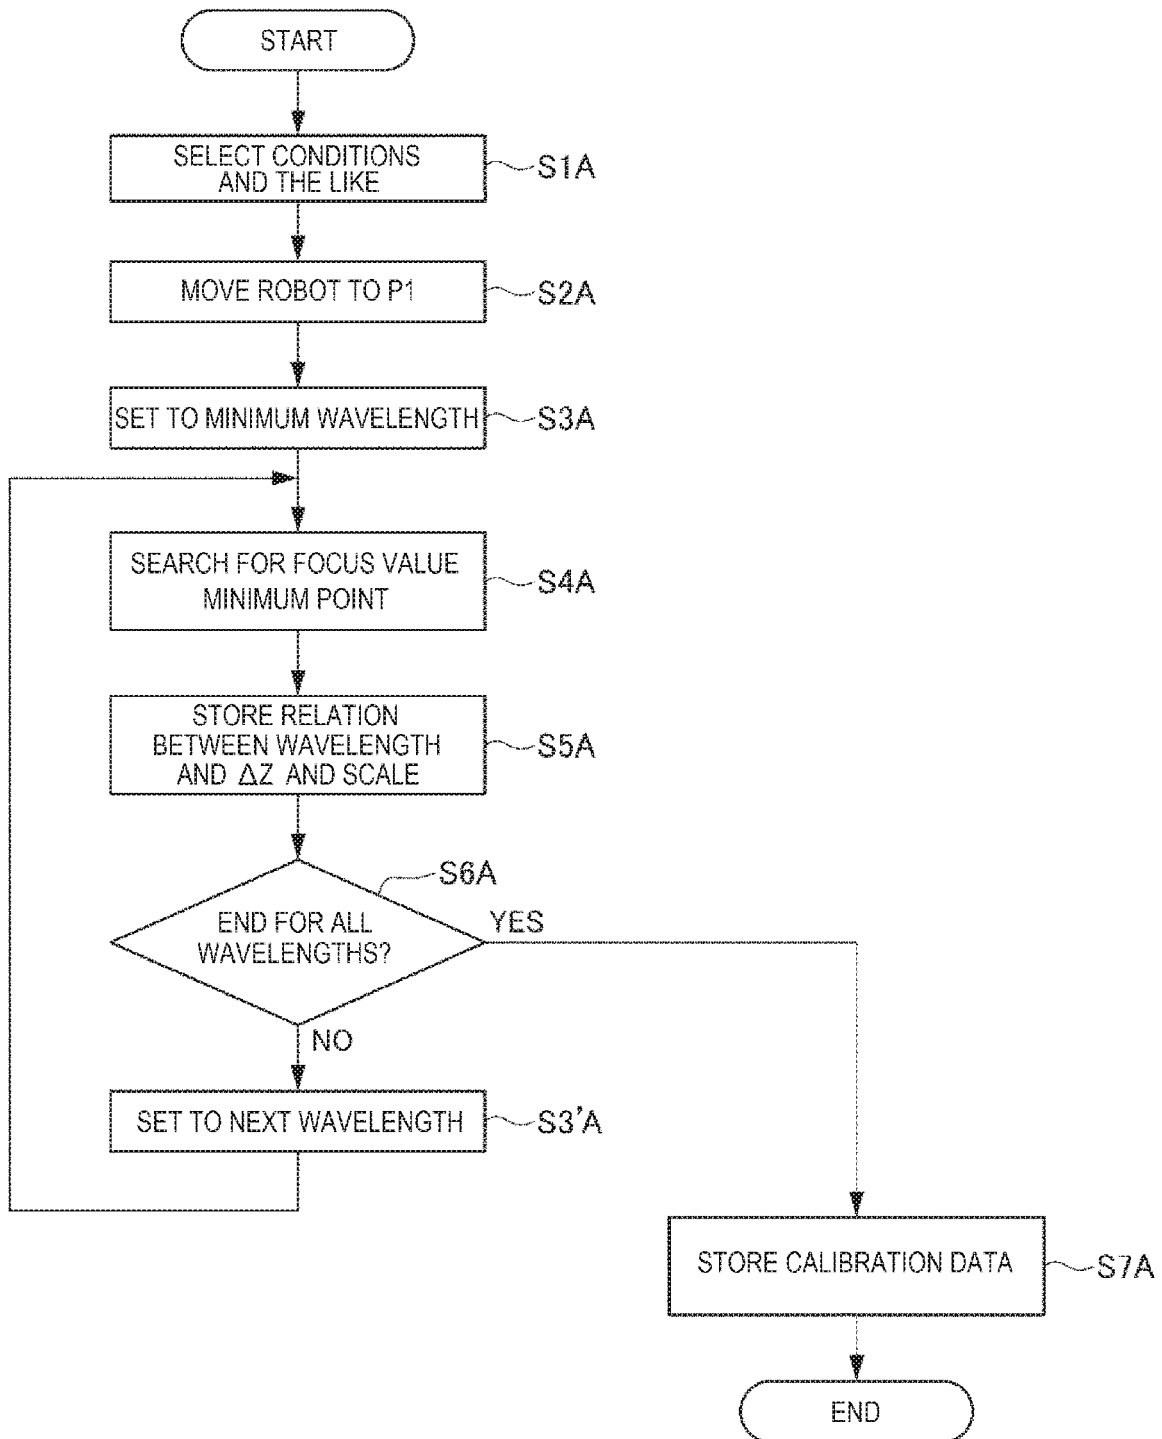 START
SELECT CONDITIONS
AND THE LIKE
S1A
MOVE ROBOT TO P1
S2A
SET TO MINIMUM WAVELENGTH
S3A
SEARCH FOR FOCUS VALUE
MINIMUM POINT
S4A
STORE RELATION
BETWEEN WAVELENGTH
AND ΔZ AND SCALE
S5A
S6A
END FOR ALL
WAVELENGTHS?
YES
NO
SET TO NEXT WAVELENGTH
S3'A
STORE CALIBRATION DATA
S7A
END